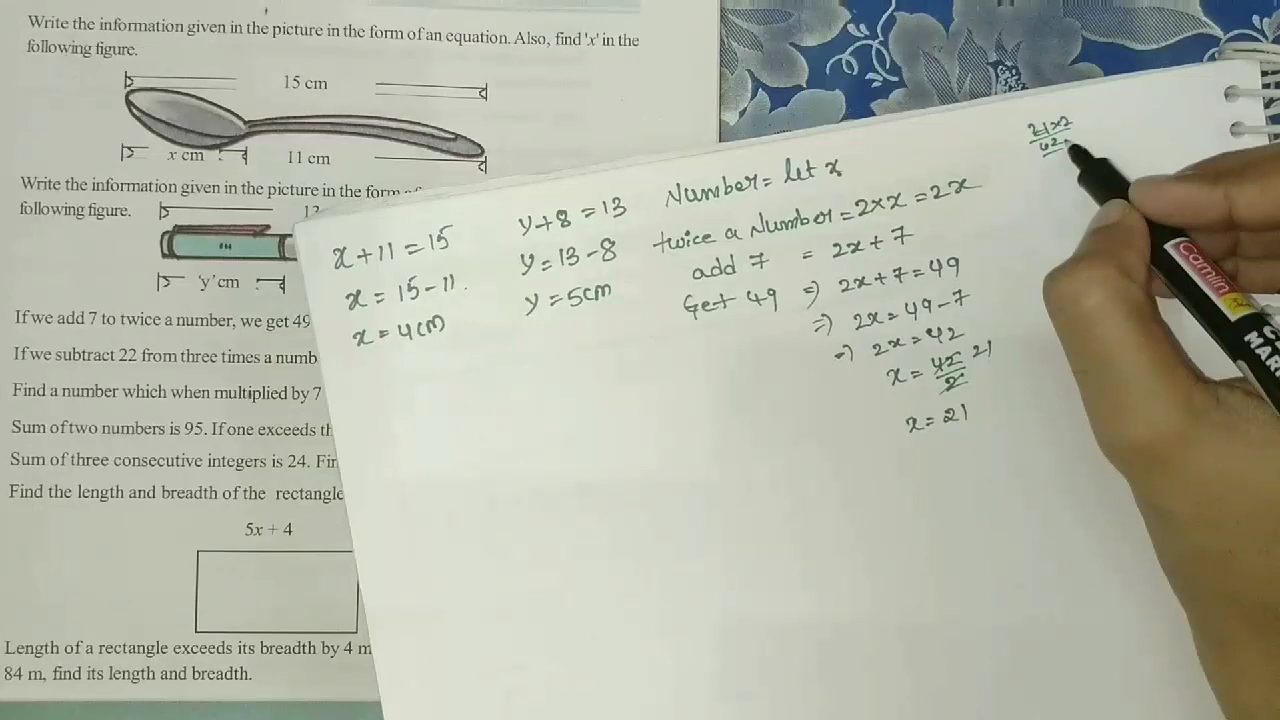 Write the information given in the picture in the form of an equation. Also, find 'x' in the
following figure.
15 cm
x cm
11 cm
Write the information given in the picture in the form
following figure.
'y' cm
If we add 7 to twice a number, we get 49
If we subtract 22 from three times a numb
Find a number which when multiplied by 7
Sum of two numbers is 95. If one exceeds th
Sum of three consecutive integers is 24. Fin
Find the length and breadth of the rectangle
5x + 4
Length of a rectangle exceeds its breadth by 4 m
84 m, find its length and breadth.
x+11=15
x = 15-11.
x = 4cm
y+8=13
y=13-8
y=5cm
Number = let x
twice a Number = 2×x = 2x
add 7 = 2x+7
Get 49 ⇒ 2x+7=49
⇒ 2x=49-7
⇒ 2x=42
x = 42/2 21
x = 21
21×2
42
Camlin